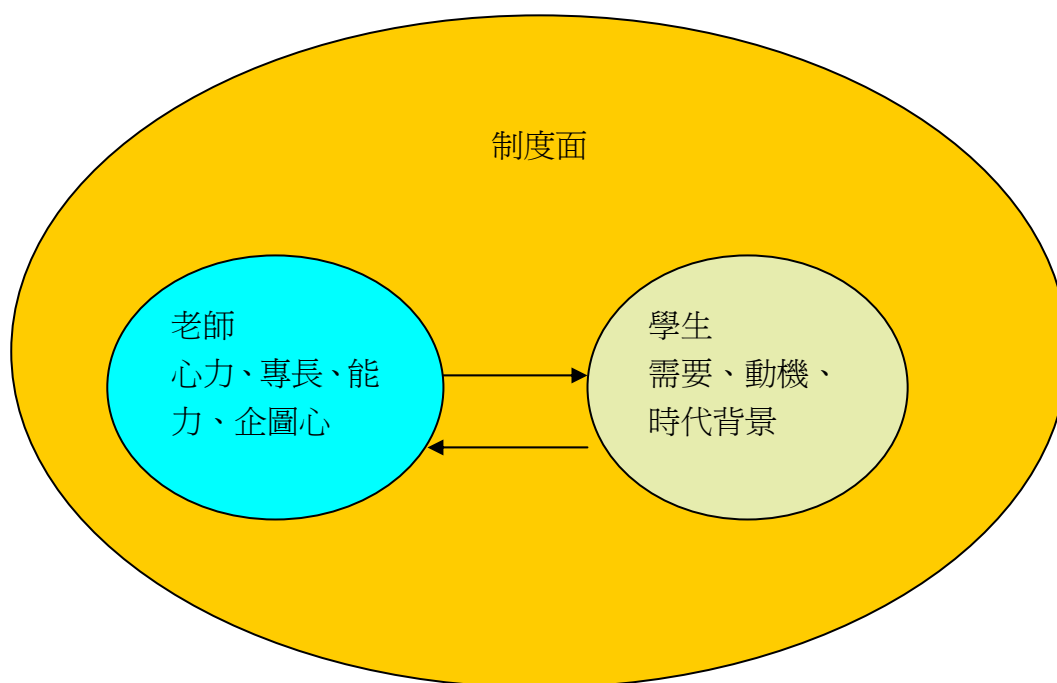 制度面
老師
心力、專長、能
力、企圖心
學生
需要、動機、
時代背景